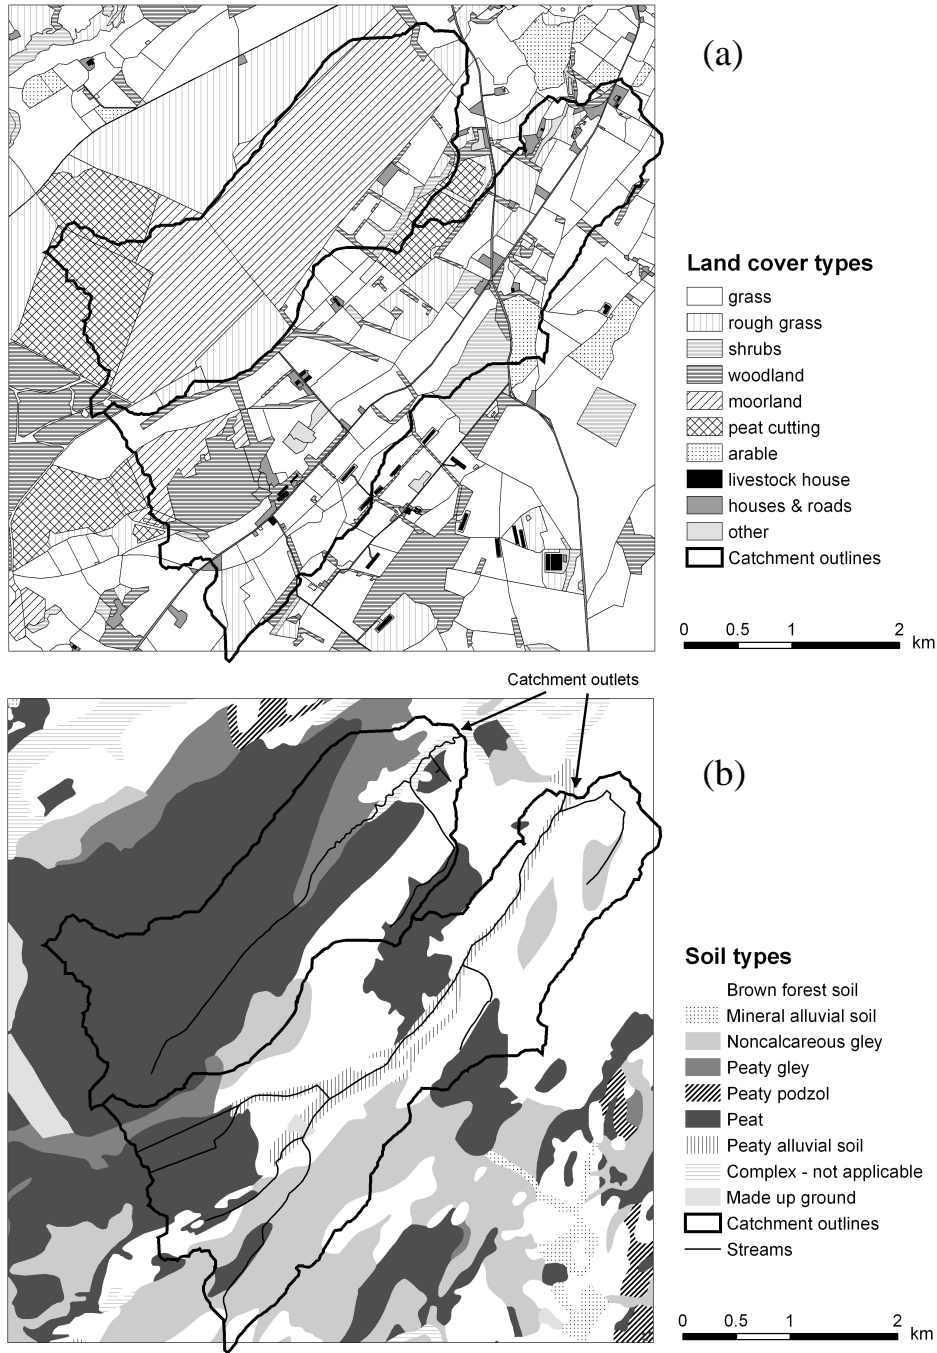 (a)
Land cover types
grass
rough grass
shrubs
woodland
moorland
peat cutting
arable
livestock house
houses & roads
other
Catchment outlines
0 0.5 1 2
km
Catchment outlets
(b)
Soil types
Brown forest soil
Mineral alluvial soil
Noncalcareous gley
Peaty gley
Peaty podzol
Peat
Peaty alluvial soil
Complex - not applicable
Made up ground
Catchment outlines
Streams
0 0.5 1 2
km